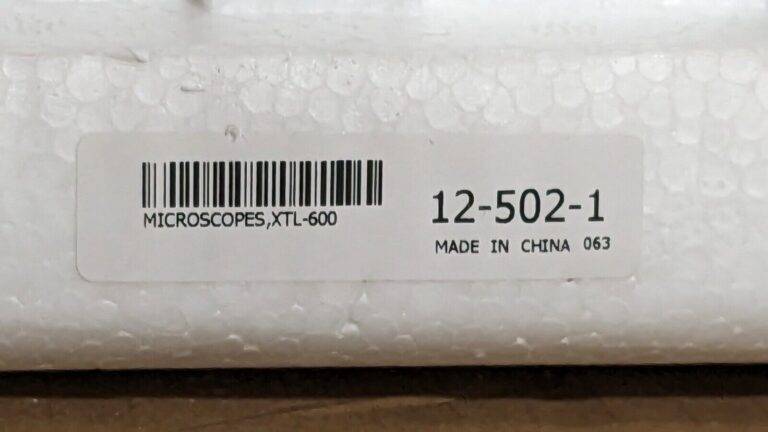 MICROSCOPES,XTL-600
12-502-1
MADE IN CHINA 063